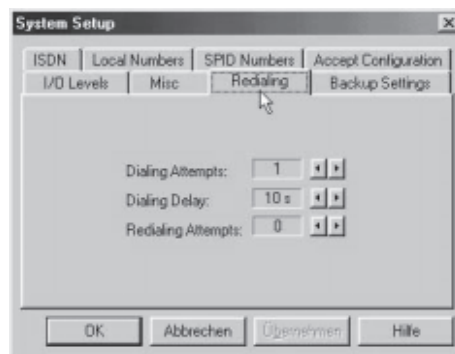 System Setup
ISDN Local Numbers SPID Numbers Accept Configuration
I/O Levels Misc Redialing Backup Settings
Dialing Attempts: 1
Dialing Delay: 10 s
Redialing Attempts: 0
OK Abbrechen Übernehmen Hilfe